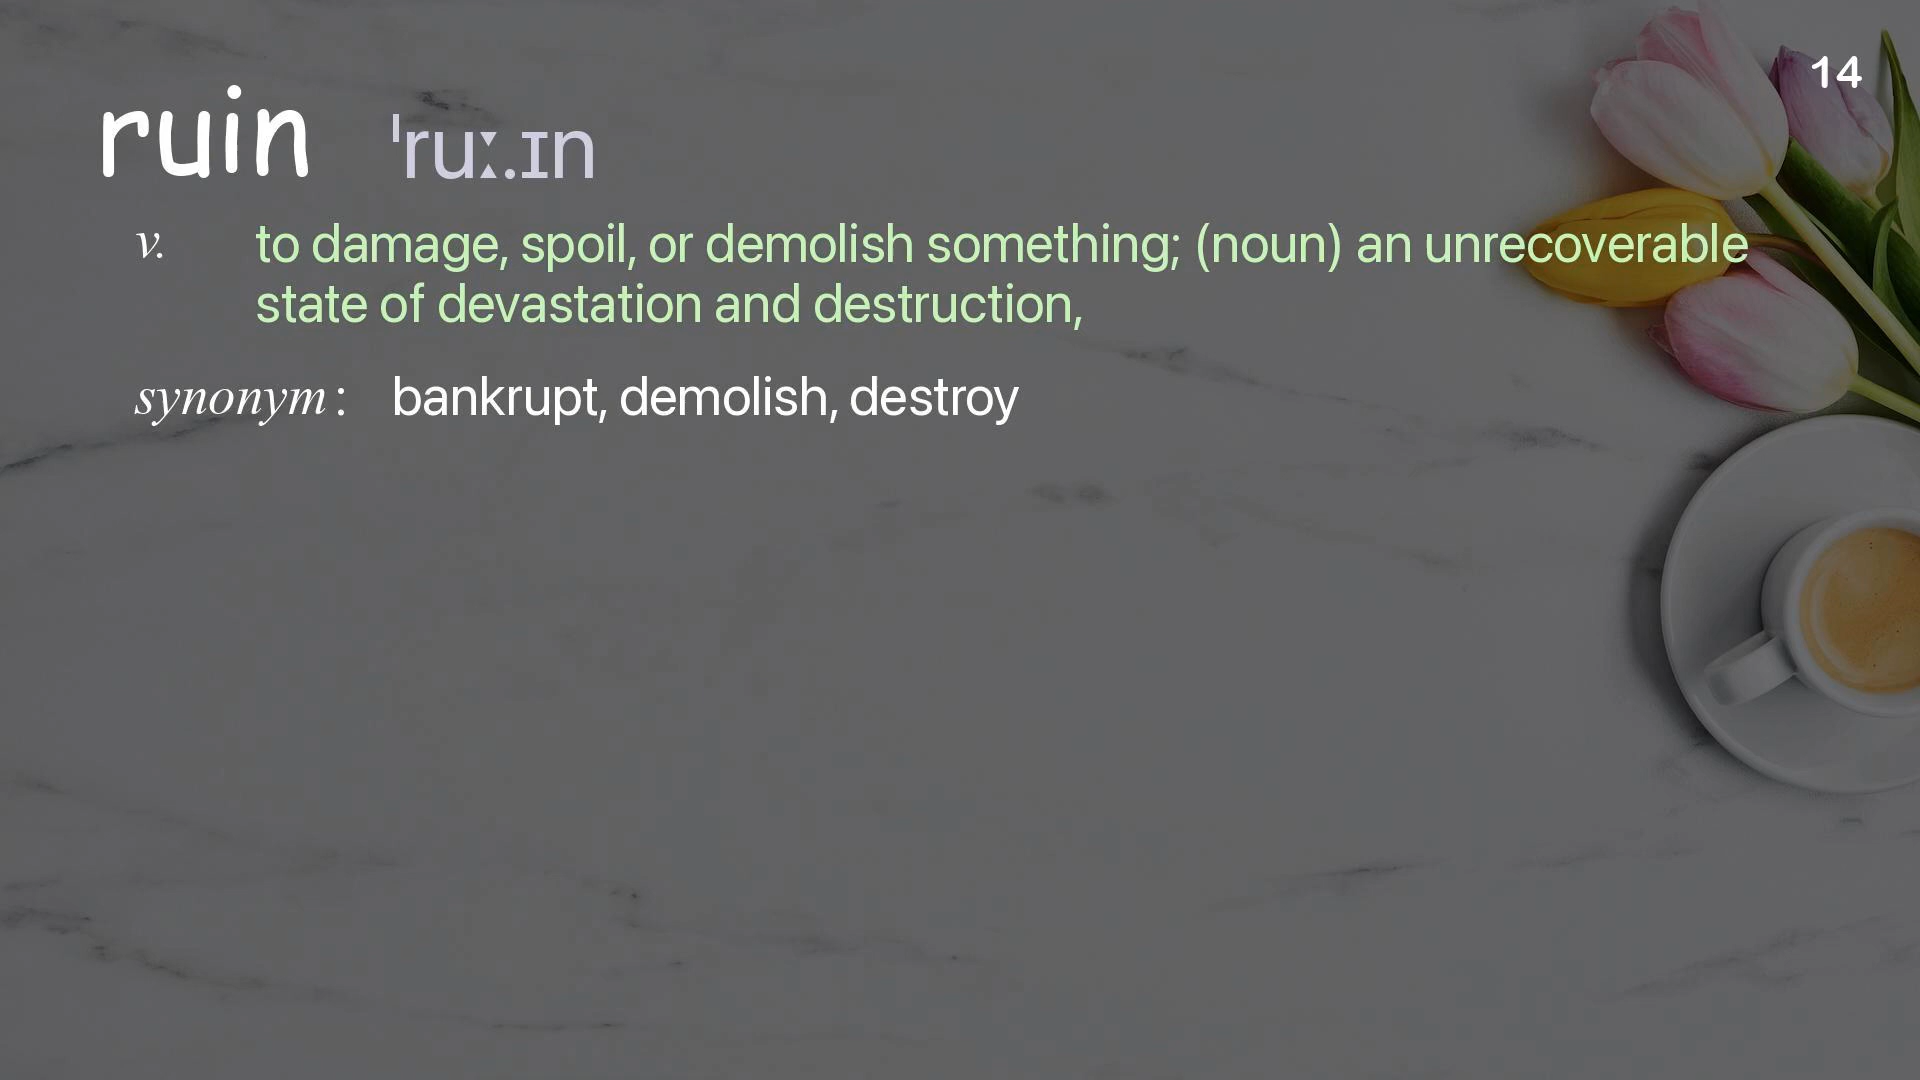 14
ruin ˈruː.ɪn
v. to damage, spoil, or demolish something; (noun) an unrecoverable
state of devastation and destruction,
synonym : bankrupt, demolish, destroy